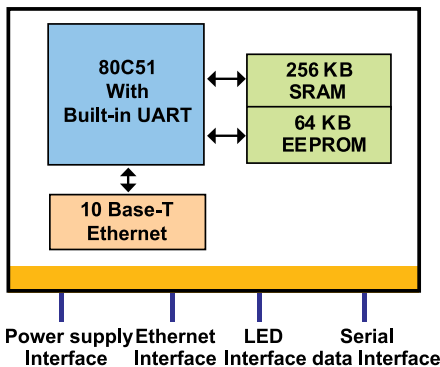 80C51
With
Built-in UART
256 KB
SRAM
64 KB
EEPROM
10 Base-T
Ethernet
Power supply
Interface
Ethernet
Interface
LED
Interface
Serial
data Interface